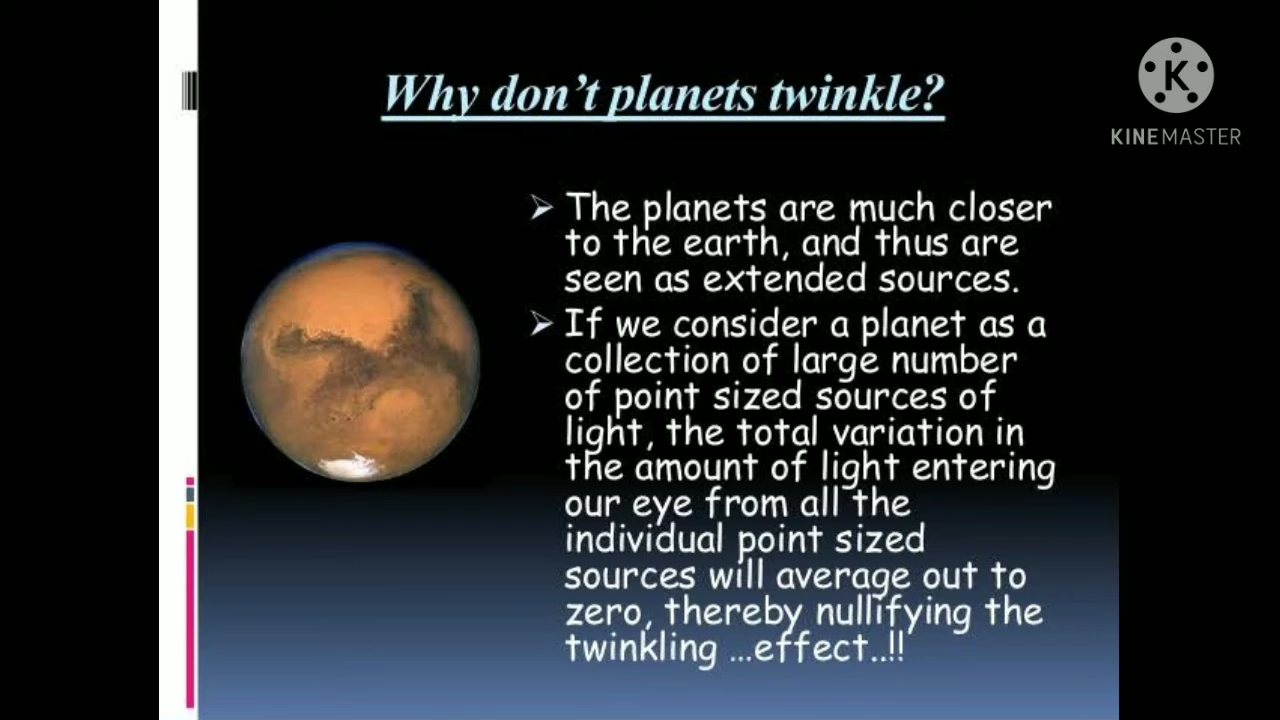 Why don't planets twinkle?
K
KINEMASTER
➢ The planets are much closer
to the earth, and thus are
seen as extended sources.
➢ If we consider a planet as a
collection of large number
of point sized sources of
light, the total variation in
the amount of light entering
our eye from all the
individual point sized
sources will average out to
zero, thereby nullifying the
twinkling ...effect..!!